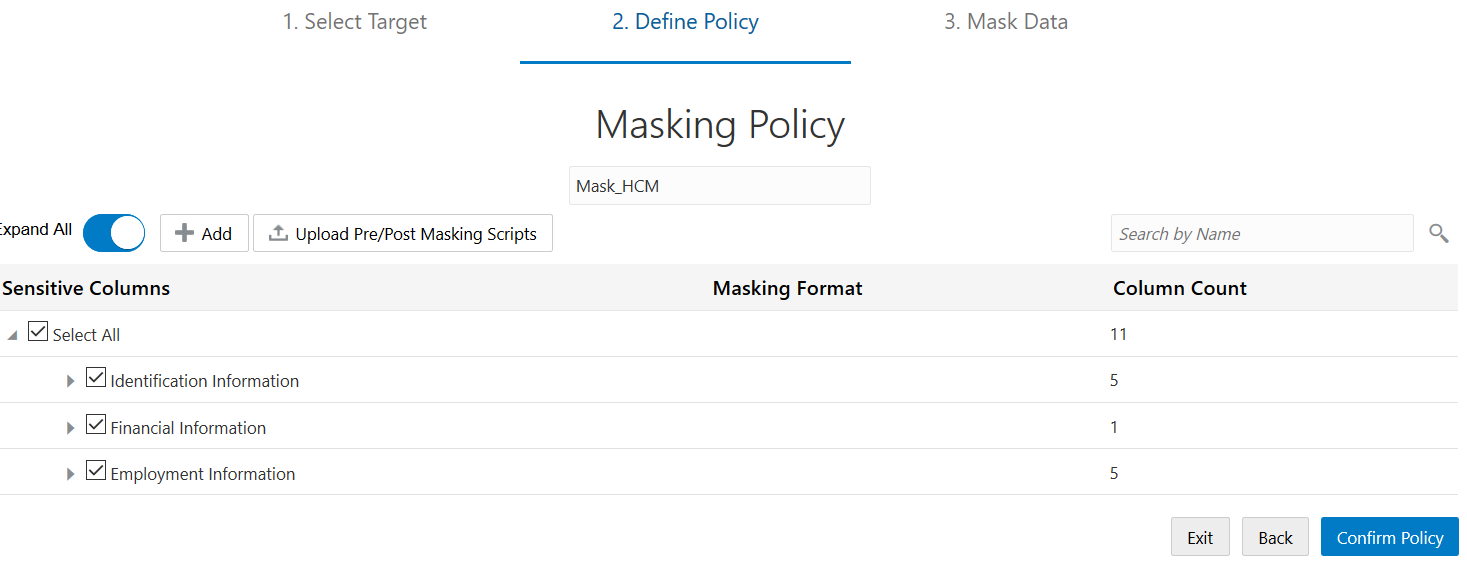 1. Select Target 2. Define Policy 3. Mask Data
Masking Policy
Mask_HCM
Expand All Add Upload Pre/Post Masking Scripts Search by Name
Sensitive Columns Masking Format Column Count
Select All 11
Identification Information 5
Financial Information 1
Employment Information 5
Exit Back Confirm Policy